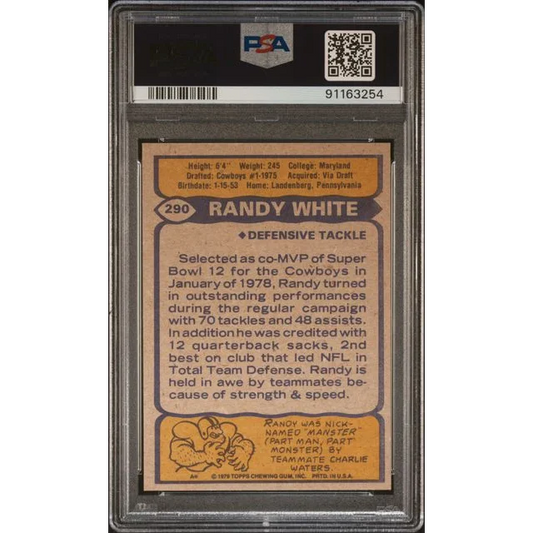 PSA
91163254
Height: 6'4" Weight: 245 College: Maryland
Drafted: Cowboys #1-1975 Acquired: Via Draft
Birthdate: 1-15-53 Home: Landenberg, Pennsylvania
290 RANDY WHITE
◆DEFENSIVE TACKLE
Selected as co-MVP of Super
Bowl 12 for the Cowboys in
January of 1978, Randy turned
in outstanding performances
during the regular campaign
with 70 tackles and 48 assists.
In addition he was credited with
12 quarterback sacks, 2nd
best on club that led NFL in
Total Team Defense. Randy is
held in awe by teammates be-
cause of strength & speed.
RANDY WAS NICK-
NAMED "MANSTER"
(PART MAN, PART
MONSTER) BY
TEAMMATE CHARLIE
WATERS.
© 1979 TOPPS CHEWING GUM, INC. PRTD. IN U.S.A.